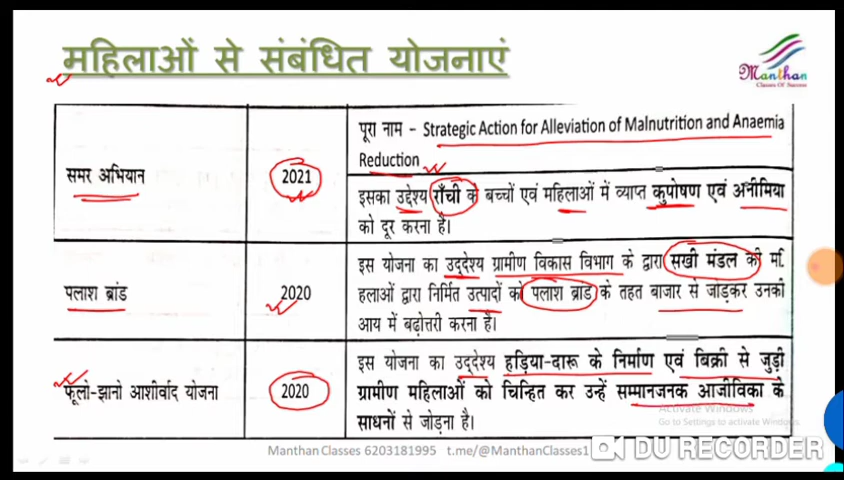 महिलाओं से संबंधित योजनाएं
Manthan
Classes Of Success
पूरा नाम - Strategic Action for Alleviation of Malnutrition and Anaemia
Reduction
समर अभियान
2021
इसका उद्देश्य राँची के बच्चों एवं महिलाओं में व्याप्त कुपोषण एवं अनीमिया
को दूर करना है।
इस योजना का उद्देश्य ग्रामीण विकास विभाग के द्वारा सखी मंडल की म
हलाओं द्वारा निर्मित उत्पादों को पलाश ब्रांड के तहत बाजार से जोड़कर उनकी
पलाश ब्रांड
2020
आय में बढ़ोत्तरी करना है।
इस योजना का उद्देश्य हड़िया-दारू के निर्माण एवं बिक्री से जुड़ी
फूलो-झानो आशीर्वाद योजना
2020
ग्रामीण महिलाओं को चिन्हित कर उन्हें सम्मानजनक आजीविका के
साधनों से जोड़ना है।
Activate Windows
Go to Settings to activate Windows.
Manthan Classes 6203181995 t.me/@ManthanClasses1
DU RECORDER